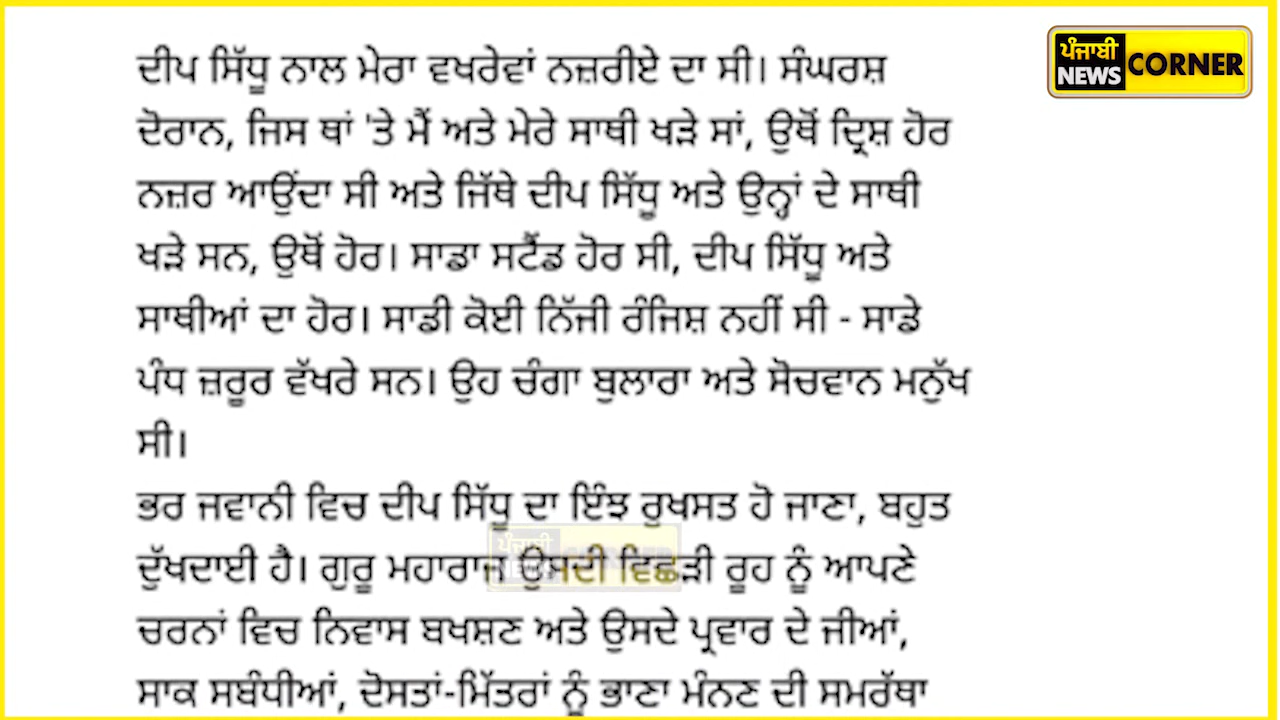 ਪੰਜਾਬੀ
NEWS CORNER
ਦੀਪ ਸਿੱਧੂ ਨਾਲ ਮੇਰਾ ਵਖਰੇਵਾਂ ਨਜ਼ਰੀਏ ਦਾ ਸੀ। ਸੰਘਰਸ਼
ਦੋਰਾਨ, ਜਿਸ ਥਾਂ 'ਤੇ ਮੈਂ ਅਤੇ ਮੇਰੇ ਸਾਥੀ ਖੜੇ ਸਾਂ, ਉਥੋਂ ਦ੍ਰਿਸ਼ ਹੋਰ
ਨਜ਼ਰ ਆਉਂਦਾ ਸੀ ਅਤੇ ਜਿੱਥੇ ਦੀਪ ਸਿੱਧੂ ਅਤੇ ਉਨ੍ਹਾਂ ਦੇ ਸਾਥੀ
ਖੜੇ ਸਨ, ਉਥੋਂ ਹੋਰ। ਸਾਡਾ ਸਟੈਂਡ ਹੋਰ ਸੀ, ਦੀਪ ਸਿੱਧੂ ਅਤੇ
ਸਾਥੀਆਂ ਦਾ ਹੋਰ। ਸਾਡੀ ਕੋਈ ਨਿੱਜੀ ਰੰਜਿਸ਼ ਨਹੀਂ ਸੀ - ਸਾਡੇ
ਪੰਧ ਜ਼ਰੂਰ ਵੱਖਰੇ ਸਨ। ਉਹ ਚੰਗਾ ਬੁਲਾਰਾ ਅਤੇ ਸੋਚਵਾਨ ਮਨੁੱਖ
ਸੀ।
ਭਰ ਜਵਾਨੀ ਵਿਚ ਦੀਪ ਸਿੱਧੂ ਦਾ ਇੰਝ ਰੁਖਸਤ ਹੋ ਜਾਣਾ, ਬਹੁਤ
ਦੁੱਖਦਾਈ ਹੈ। ਗੁਰੂ ਮਹਾਰਾਜ ਉਸਦੀ ਵਿਛੜੀ ਰੂਹ ਨੂੰ ਆਪਣੇ
ਚਰਨਾਂ ਵਿਚ ਨਿਵਾਸ ਬਖਸ਼ਣ ਅਤੇ ਉਸਦੇ ਪ੍ਰਵਾਰ ਦੇ ਜੀਆਂ,
ਸਾਕ ਸਬੰਧੀਆਂ, ਦੋਸਤਾਂ-ਮਿੱਤਰਾਂ ਨੂੰ ਭਾਣਾ ਮੰਨਣ ਦੀ ਸਮਰੱਥਾ
ਪੰਜਾਬੀ
NEWS CORNER